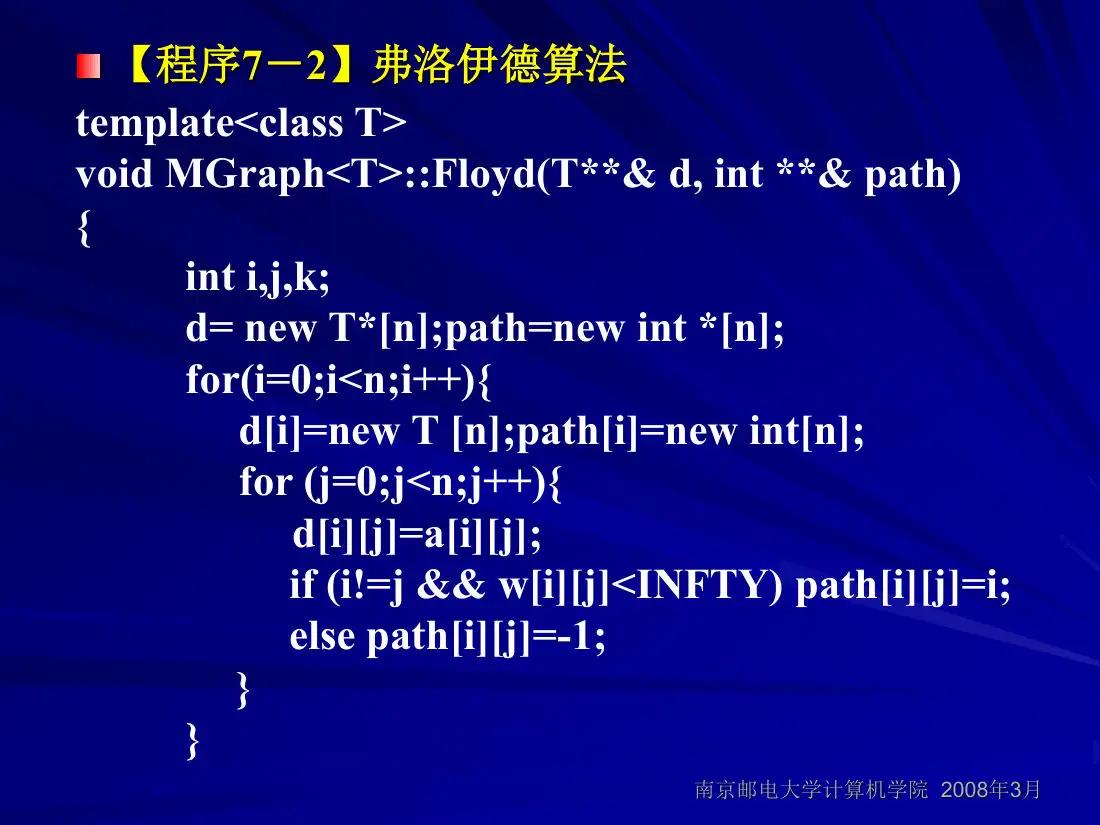 【程序7－2】弗洛伊德算法
template<class T>
void MGraph<T>::Floyd(T**& d, int **& path)
{
int i,j,k;
d= new T*[n];path=new int *[n];
for(i=0;i<n;i++){
d[i]=new T [n];path[i]=new int[n];
for (j=0;j<n;j++){
d[i][j]=a[i][j];
if (i!=j && w[i][j]<INFTY) path[i][j]=i;
else path[i][j]=-1;
}
}
南京邮电大学计算机学院 2008年3月